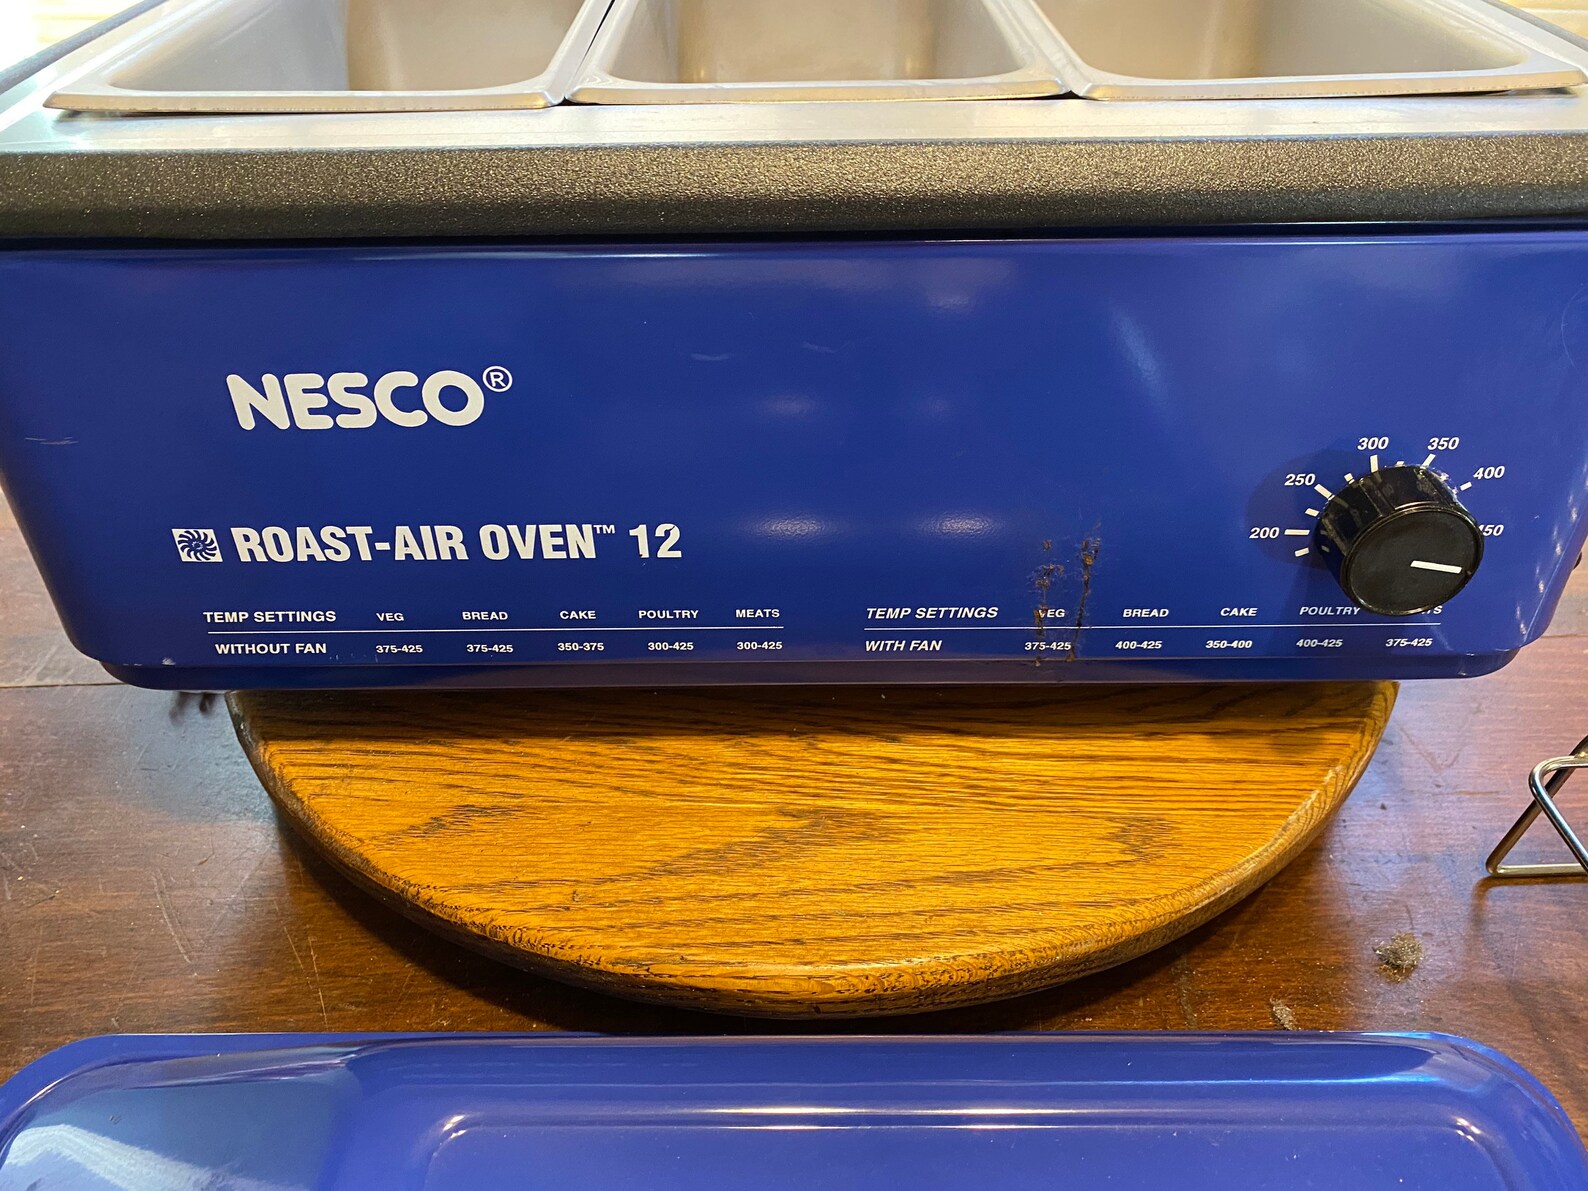 NESCO®
ROAST-AIR OVEN™ 12
300 350
250 400
200
TEMP SETTINGS VEG BREAD CAKE POULTRY MEATS
WITHOUT FAN 375-425 375-425 350-375 300-425 300-425
TEMP SETTINGS VEG BREAD CAKE POULTRY
WITH FAN 375-425 400-425 350-400 400-425 375-425